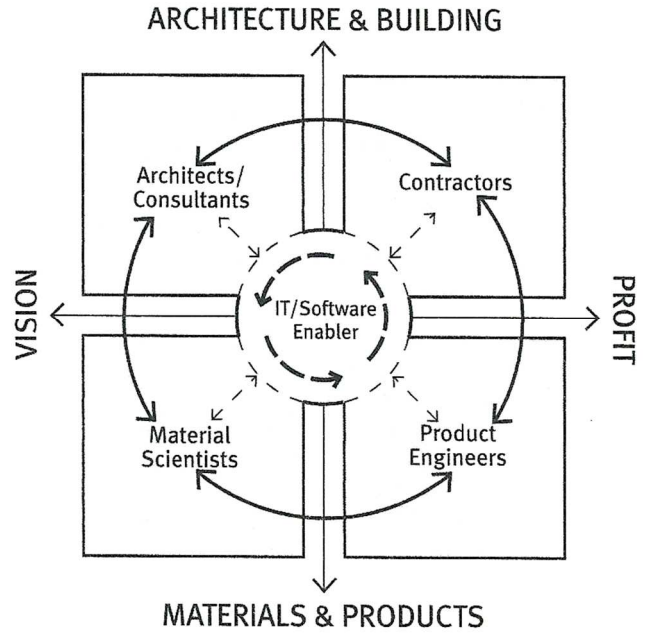 ARCHITECTURE & BUILDING
Architects/
Consultants
Contractors
VISION
IT/Software
Enabler
PROFIT
Material
Scientists
Product
Engineers
MATERIALS & PRODUCTS